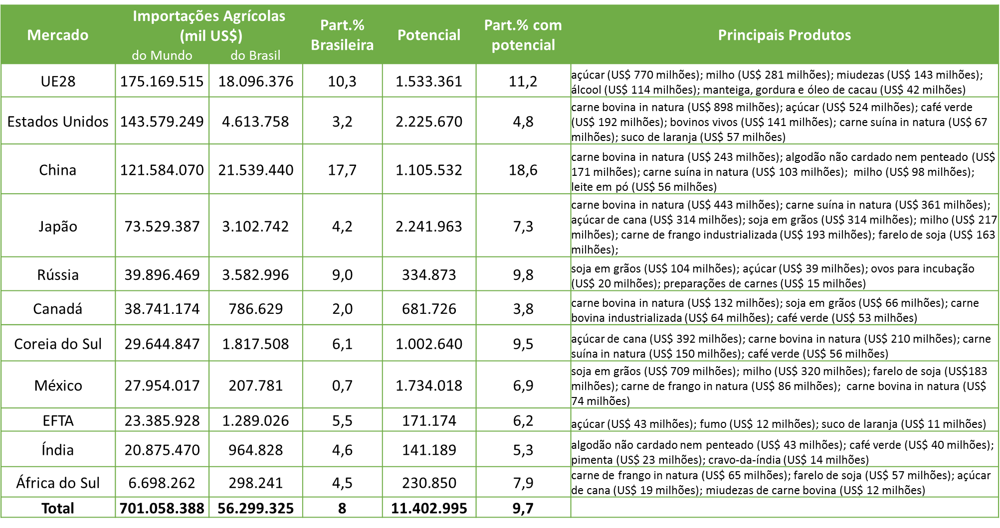 Mercado
Importações Agrícolas
(mil US$)
do Mundo
do Brasil
Part.%
Brasileira
Potencial
Part.% com
potencial
Principais Produtos
UE28
175.169.515
18.096.376
10,3
1.533.361
11,2
açúcar (US$ 770 milhões); milho (US$ 281 milhões); miudezas (US$ 143 milhões);
álcool (US$ 114 milhões); manteiga, gordura e óleo de cacau (US$ 42 milhões)
Estados Unidos
143.579.249
4.613.758
3,2
2.225.670
4,8
carne bovina in natura (US$ 898 milhões); açúcar (US$ 524 milhões); café verde
(US$ 192 milhões); bovinos vivos (US$ 141 milhões); carne suína in natura (US$ 67
milhões); suco de laranja (US$ 57 milhões)
China
121.584.070
21.539.440
17,7
1.105.532
18,6
carne bovina in natura (US$ 243 milhões); algodão não cardado nem penteado (US$
171 milhões); carne suína in natura (US$ 103 milhões); milho (US$ 98 milhões);
leite em pó (US$ 56 milhões)
Japão
73.529.387
3.102.742
4,2
2.241.963
7,3
carne bovina in natura (US$ 443 milhões); carne suína in natura (US$ 361 milhões);
açúcar de cana (US$ 314 milhões); soja em grãos (US$ 314 milhões); milho (US$ 217
milhões); carne de frango industrializada (US$ 193 milhões); farelo de soja (US$ 163
milhões);
Rússia
39.896.469
3.582.996
9,0
334.873
9,8
soja em grãos (US$ 104 milhões); açúcar (US$ 39 milhões); ovos para incubação
(US$ 20 milhões); preparações de carnes (US$ 15 milhões)
Canadá
38.741.174
786.629
2,0
681.726
3,8
carne bovina in natura (US$ 132 milhões); soja em grãos (US$ 66 milhões); carne
bovina industrializada (US$ 64 milhões); café verde (US$ 53 milhões)
Coreia do Sul
29.644.847
1.817.508
6,1
1.002.640
9,5
açúcar de cana (US$ 392 milhões); carne bovina in natura (US$ 210 milhões); carne
suína in natura (US$ 150 milhões); café verde (US$ 56 milhões)
México
27.954.017
207.781
0,7
1.734.018
6,9
soja em grãos (US$ 709 milhões); milho (US$ 320 milhões); farelo de soja (US$183
milhões); carne de frango in natura (US$ 86 milhões); carne bovina in natura (US$
74 milhões)
EFTA
23.385.928
1.289.026
5,5
171.174
6,2
açúcar (US$ 43 milhões); fumo (US$ 12 milhões); suco de laranja (US$ 11 milhões)
Índia
20.875.470
964.828
4,6
141.189
5,3
algodão não cardado nem penteado (US$ 43 milhões); café verde (US$ 40 milhões);
pimenta (US$ 23 milhões); cravo-da-índia (US$ 14 milhões)
África do Sul
6.698.262
298.241
4,5
230.850
7,9
carne de frango in natura (US$ 65 milhões); farelo de soja (US$ 57 milhões); açúcar
de cana (US$ 19 milhões); miudezas de carne bovina (US$ 12 milhões)
Total
701.058.388
56.299.325
8
11.402.995
9,7